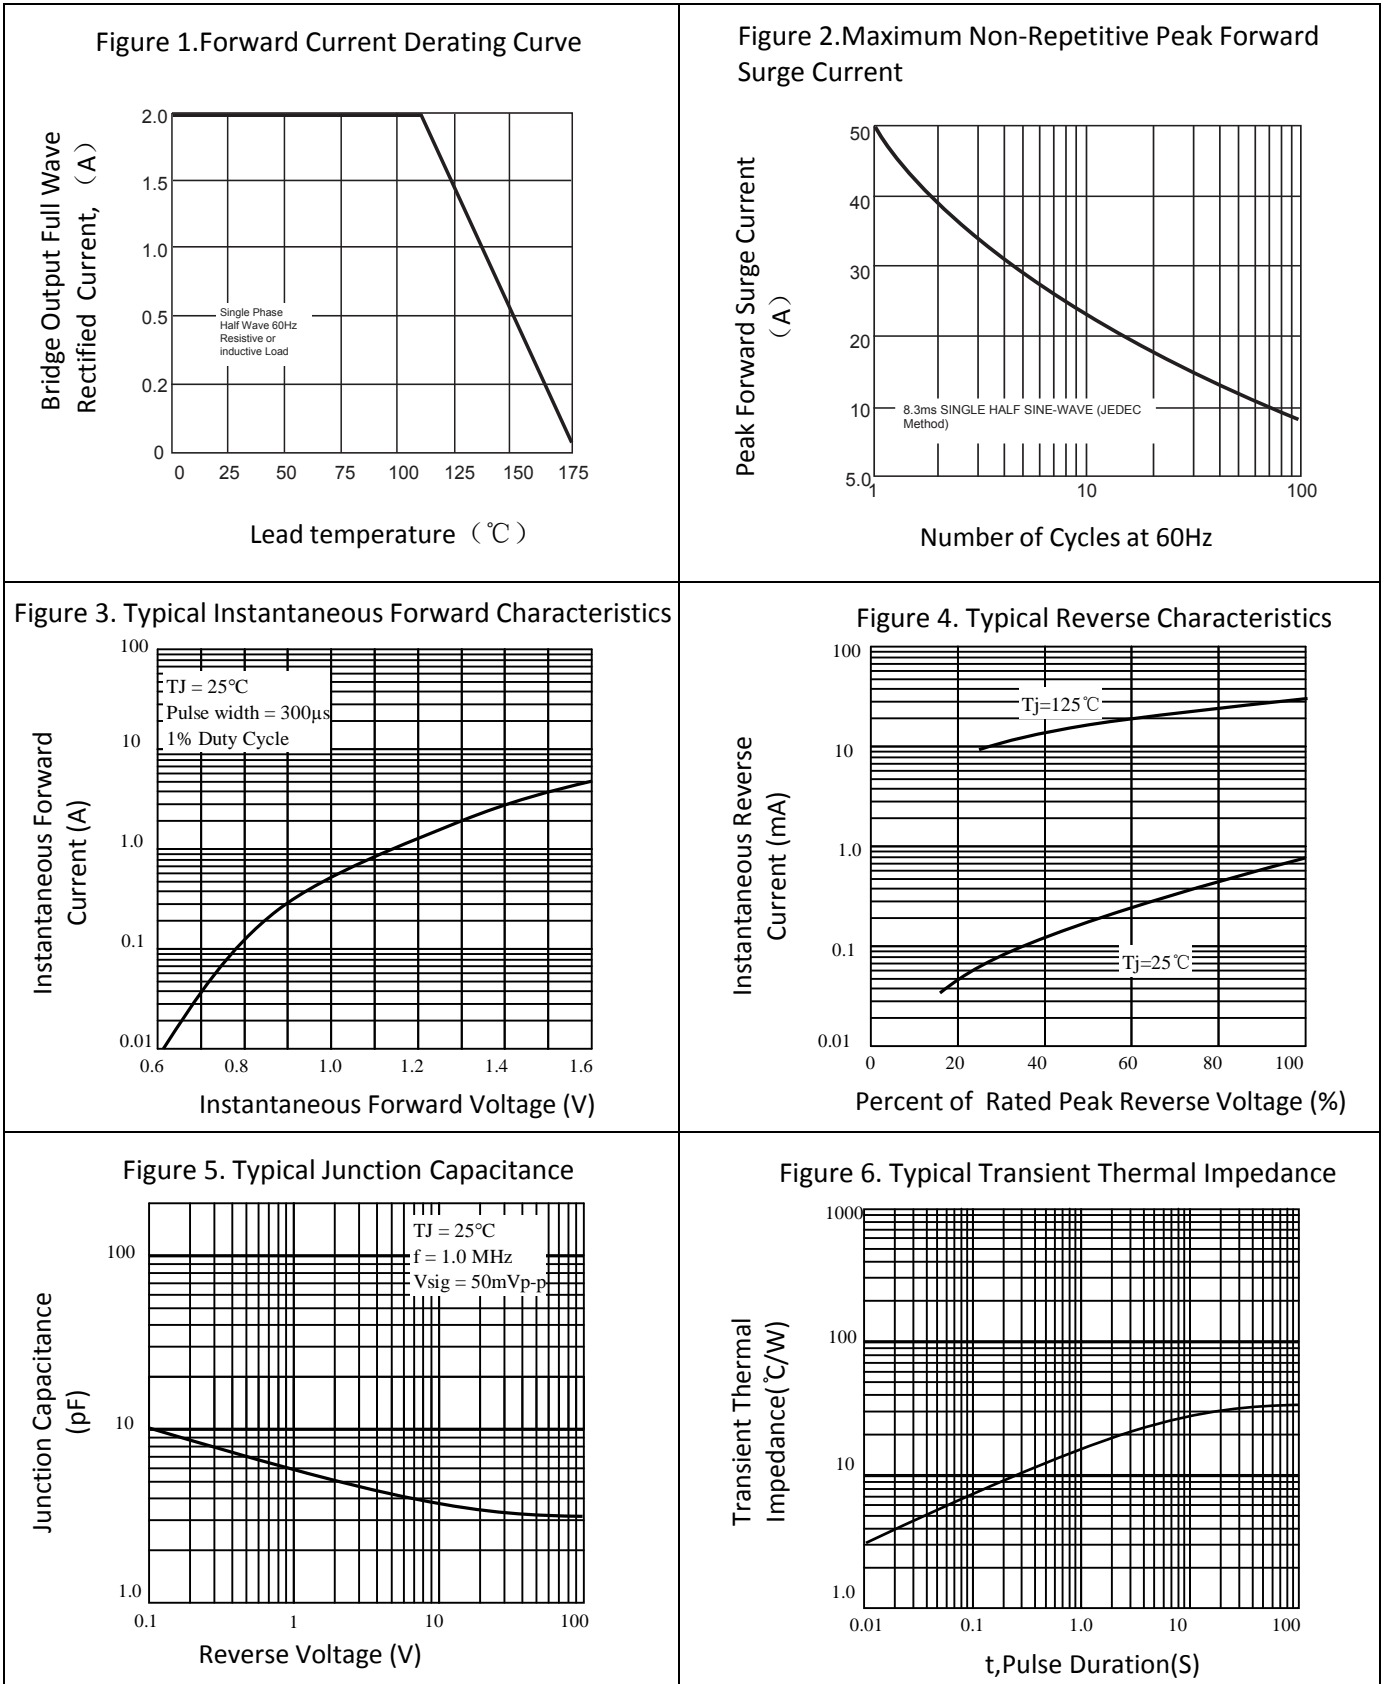 Figure 1.Forward Current Derating Curve
Bridge Output Full Wave
Rectified Current, （A）
2.0
1.5
1.0
0.5
0.2
0
Single Phase
Half Wave 60Hz
Resistive or
inductive Load
0 25 50 75 100 125 150 175
Lead temperature（℃）
Figure 2.Maximum Non-Repetitive Peak Forward
Surge Current
Peak Forward Surge Current
（A）
50
40
30
20
10
5.0
8.3ms SINGLE HALF SINE-WAVE (JEDEC
Method)
1 10 100
Number of Cycles at 60Hz
Figure 3. Typical Instantaneous Forward Characteristics
Instantaneous Forward
Current (A)
100
10
1.0
0.1
0.01
TJ = 25℃
Pulse width = 300μs
1% Duty Cycle
0.6 0.8 1.0 1.2 1.4 1.6
Instantaneous Forward Voltage (V)
Figure 4. Typical Reverse Characteristics
Instantaneous Reverse
Current (mA)
100
10
1.0
0.1
0.01
Tj=125℃
Tj=25℃
0 20 40 60 80 100
Percent of Rated Peak Reverse Voltage (%)
Figure 5. Typical Junction Capacitance
Junction Capacitance
(pF)
100
10
1.0
TJ = 25℃
f = 1.0 MHz
Vsig = 50mVp-p
0.1 1 10 100
Reverse Voltage (V)
Figure 6. Typical Transient Thermal Impedance
Transient Thermal
Impedance(℃/W)
1000
100
10
1.0
0.01 0.1 1.0 10 100
t,Pulse Duration(S)